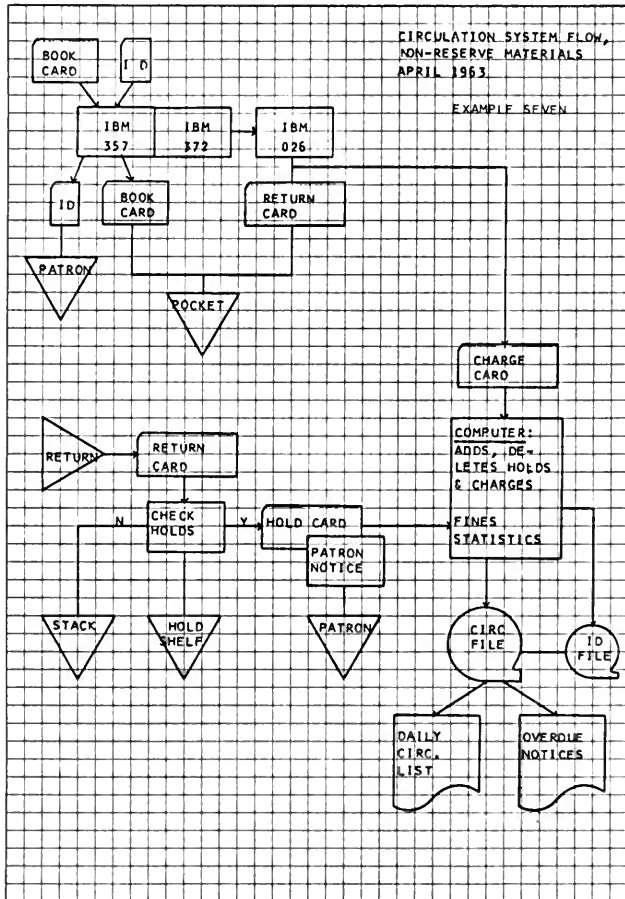 CIRCULATION SYSTEM FLOW,
NON-RESERVE MATERIALS
APRIL 1963
EXAMPLE SEVEN
BOOK
CARD
I D
IBM
357
IBM
372
IBM
026
ID
BOOK
CARD
RETURN
CARD
PATRON
POCKET
CHARGE
CARD
RETURN
RETURN
CARD
COMPUTER:
ADDS, DE-
LETES HOLDS
& CHARGES
FINES
STATISTICS
N
CHECK
HOLDS
Y
HOLD CARD
PATRON
NOTICE
STACK
HOLD
SHELF
PATRON
CIRC
FILE
ID
FILE
DAILY
CIRC.
LIST
OVERDUE
NOTICES